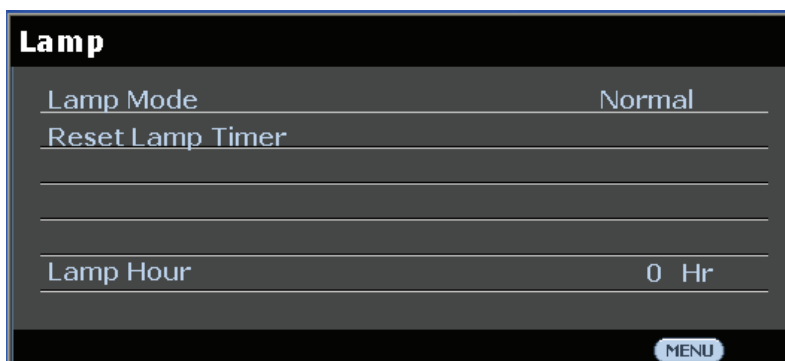 Lamp
Lamp Mode Normal
Reset Lamp Timer
Lamp Hour 0 Hr
MENU